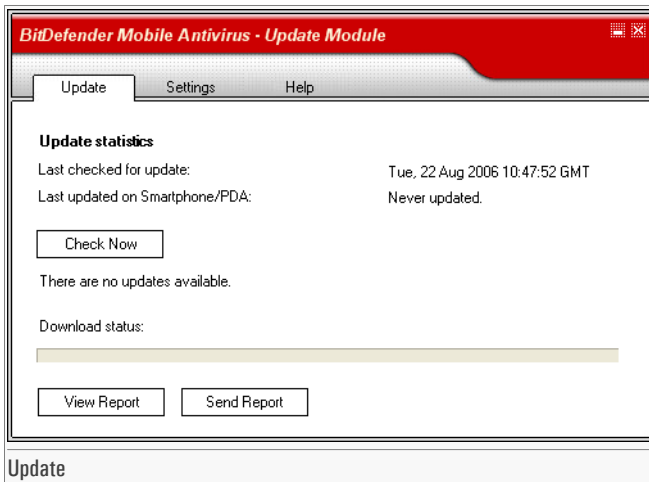 BitDefender Mobile Antivirus - Update Module
Update Settings Help
Update statistics
Last checked for update: Tue, 22 Aug 2006 10:47:52 GMT
Last updated on Smartphone/PDA: Never updated.
Check Now
There are no updates available.
Download status:
View Report Send Report
Update